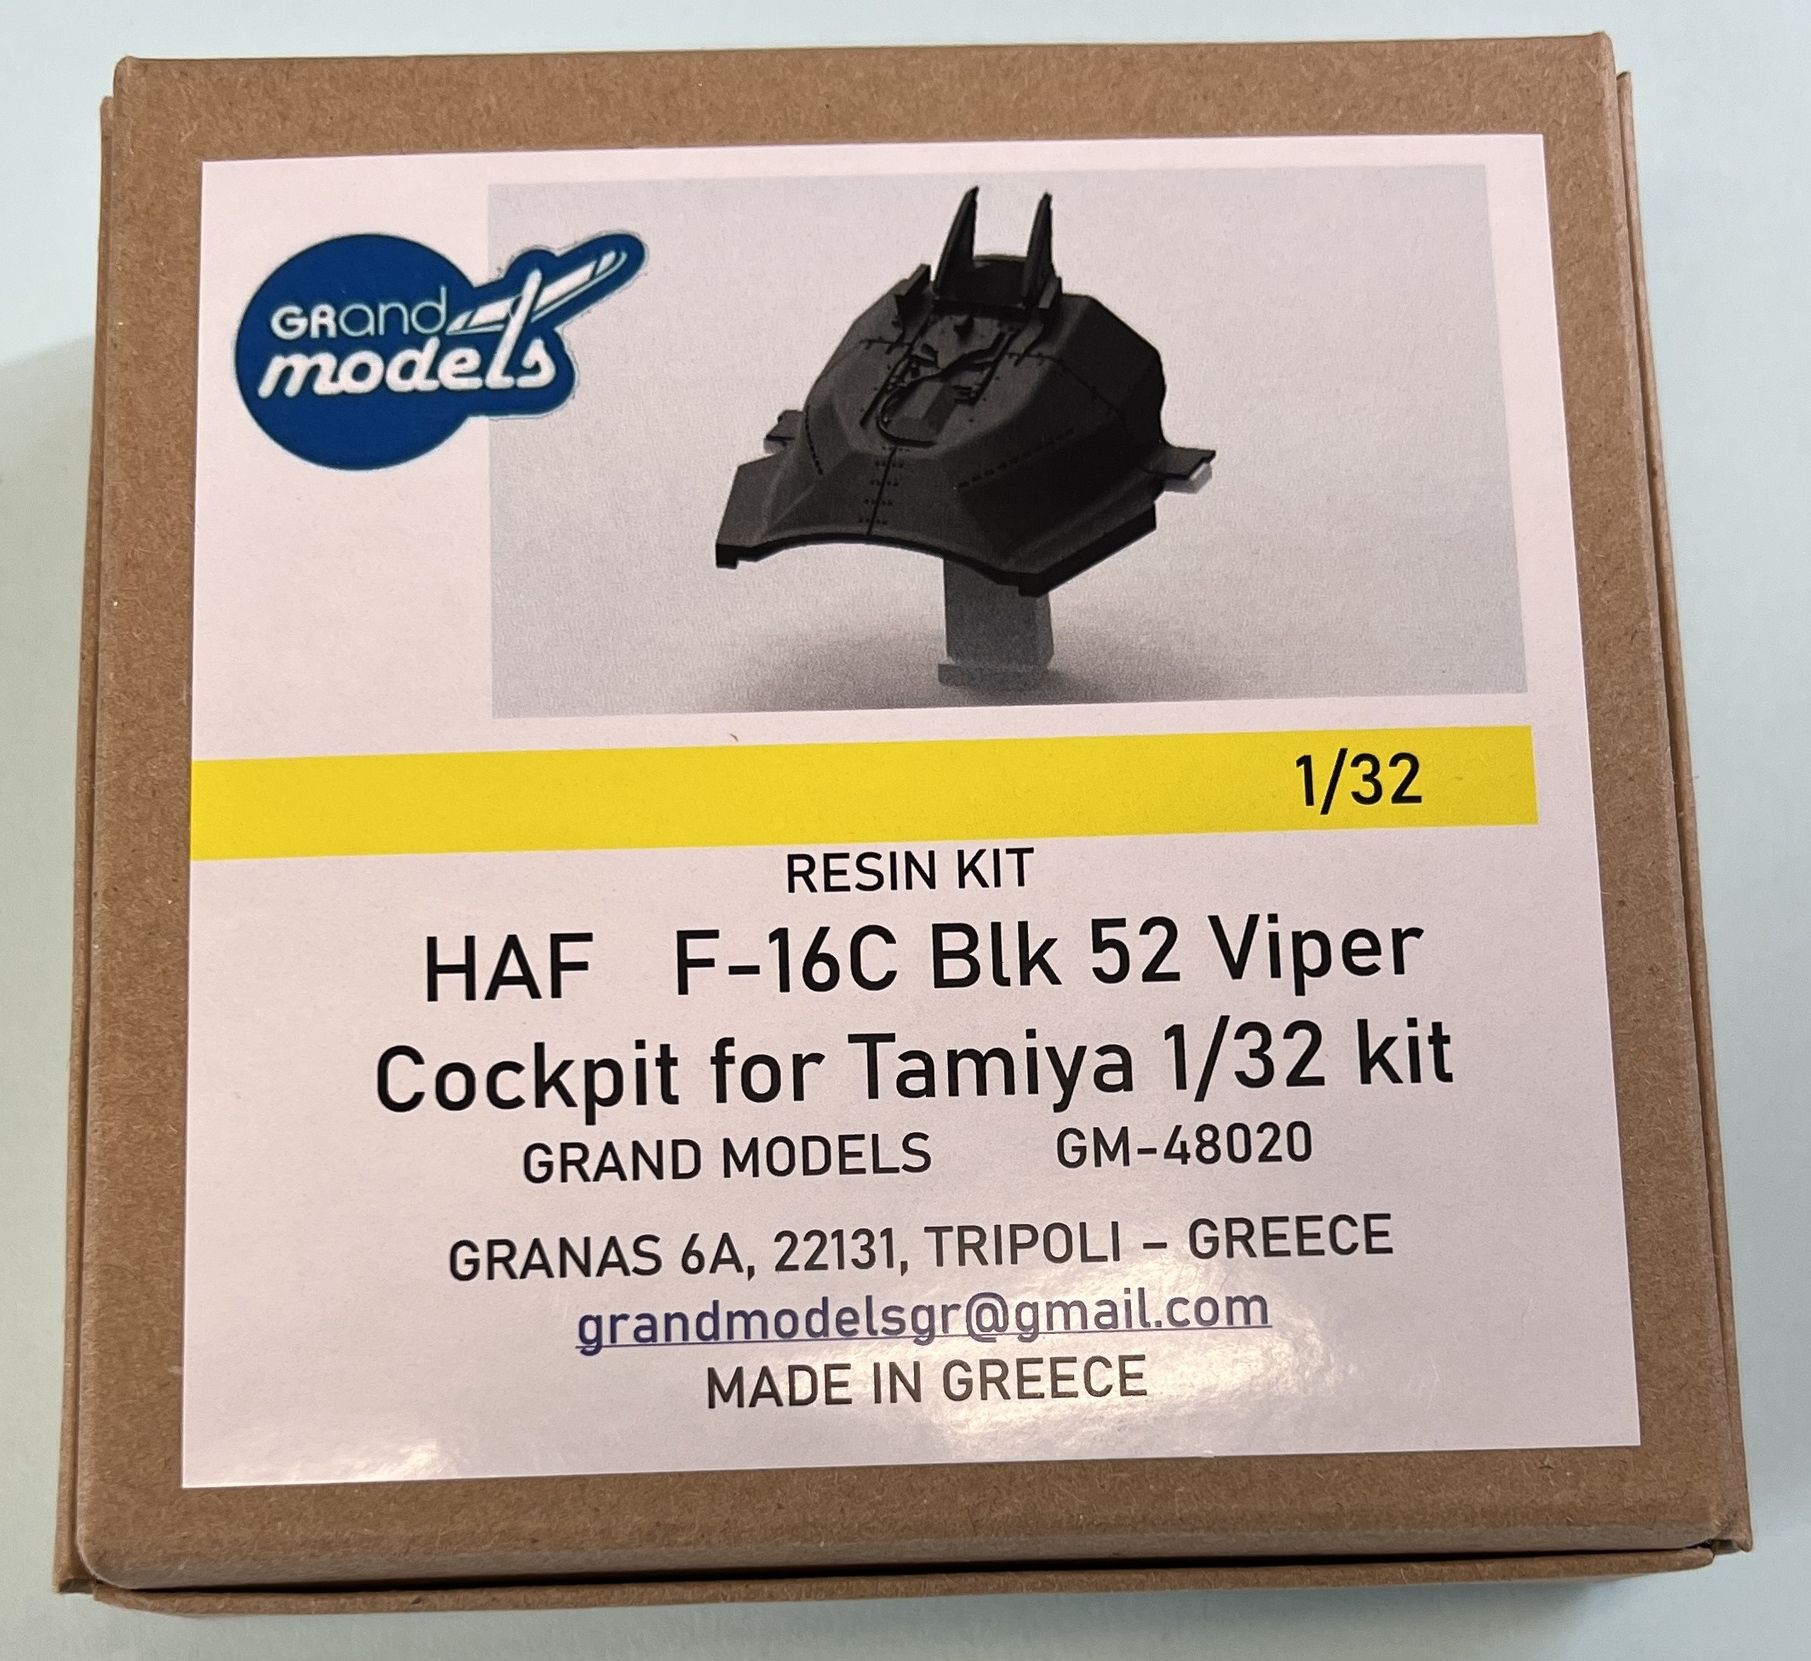 GRand
models
1/32
RESIN KIT
HAF F-16C Blk 52 Viper
Cockpit for Tamiya 1/32 kit
GRAND MODELS GM-48020
GRANAS 6A, 22131, TRIPOLI - GREECE
grandmodelsgr@gmail.com
MADE IN GREECE